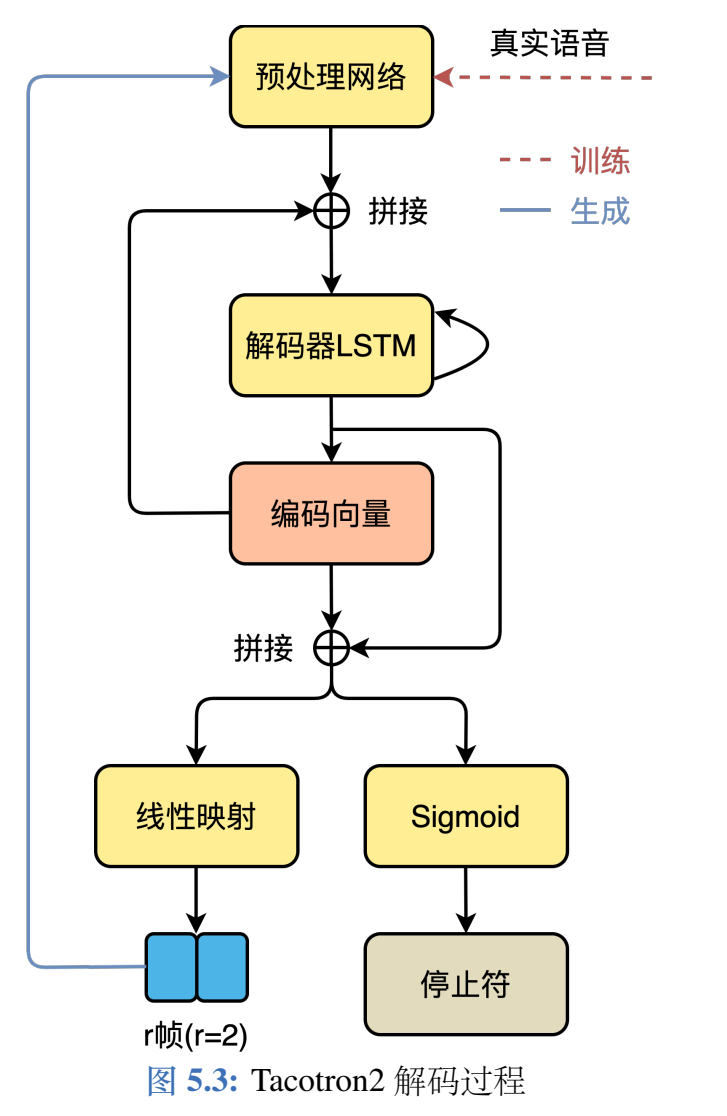 真实语音
预处理网络
训练
拼接
生成
解码器LSTM
编码向量
拼接
线性映射
Sigmoid
停止符
r帧(r=2)
图 5.3: Tacotron2 解码过程